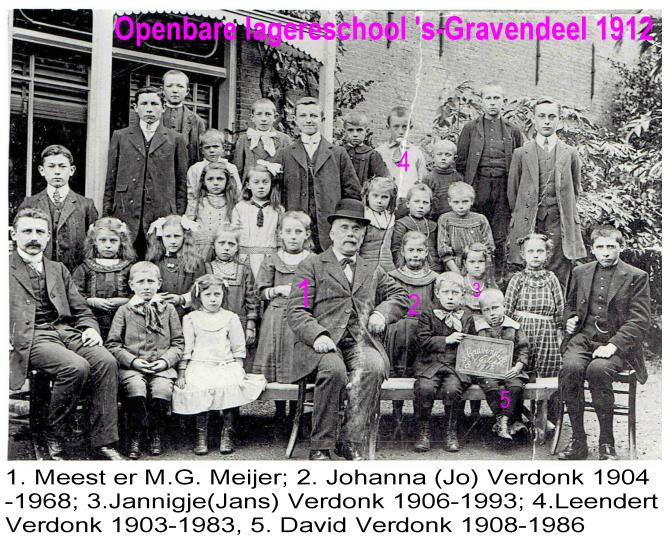 Openbare lagereschool 's-Gravendeel 1912
4
1
2
3
5
1. Meest er M.G. Meijer; 2. Johanna (Jo) Verdonk 1904
-1968; 3.Jannigje(Jans) Verdonk 1906-1993; 4.Leendert
Verdonk 1903-1983, 5. David Verdonk 1908-1986